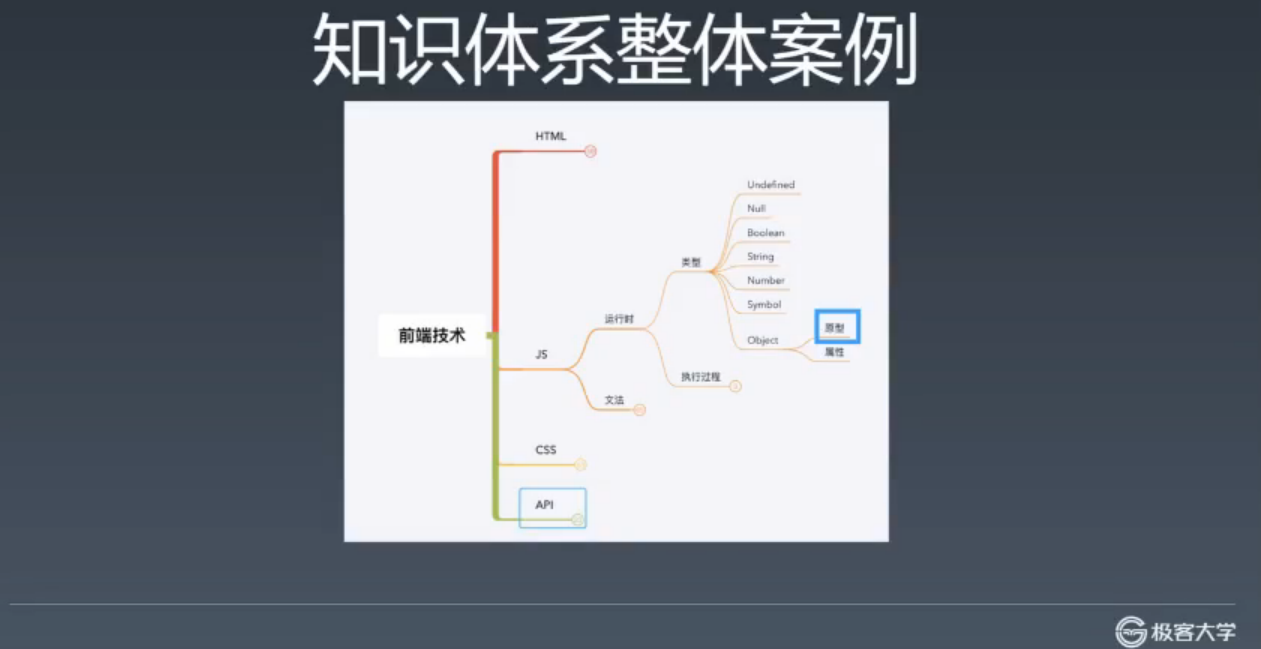 知识体系整体案例
HTML
Undefined
Null
Boolean
String
Number
Symbol
Object
原型
属性
类型
运行时
执行过程
前端技术
JS
文法
CSS
API
极客大学